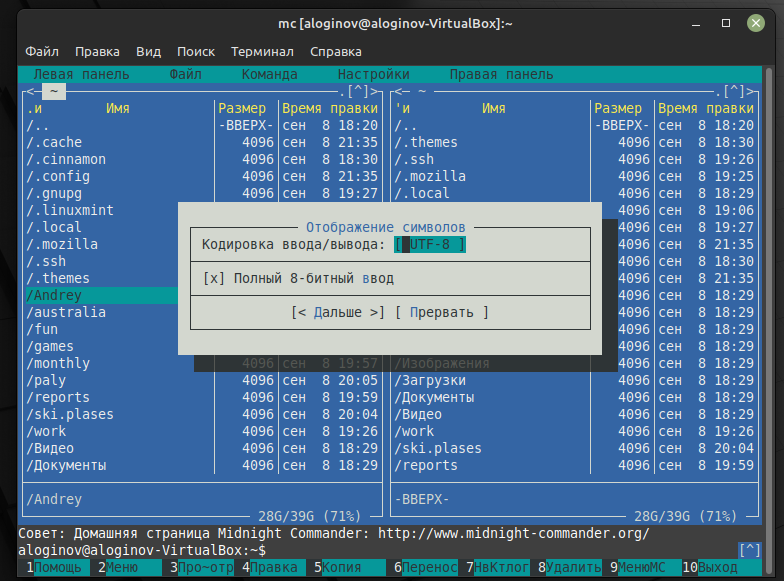 mc [aloginov@aloginov-VirtualBox]:~
Файл Правка Вид Поиск Терминал Справка
Левая панель Файл Команда Настройки Правая панель
<─ ~ .[^]> <─ ~ .[^]>
.и Имя Размер Время правки 'и Имя Размер Время правки
/.. -ВВЕРХ- сен 8 18:20 /.. -ВВЕРХ- сен 8 18:20
/.cache 4096 сен 8 21:35 /.themes 4096 сен 8 18:30
/.cinnamon 4096 сен 8 18:30 /.ssh 4096 сен 8 19:26
/.config 4096 сен 8 21:35 /.mozilla 4096 сен 8 19:25
/.gnupg 4096 сен 8 19:27 /.local 4096 сен 8 18:29
/.linuxmint 4096 сен 8 19:06
Отображение символов
/.local 4096 сен 8 19:27
/.mozilla Кодировка ввода/вывода: [ UTF-8 ] 4096 сен 8 21:35
/.ssh 4096 сен 8 18:30
/.themes [x] Полный 8-битный ввод 4096 сен 8 21:35
/Andrey 4096 сен 8 18:29
/australia [< Дальше >] [ Прервать ] 4096 сен 8 18:29
/fun 4096 сен 8 18:29
/games 4096 сен 8 18:29
/monthly 4096 сен 8 19:57 /Изображения 4096 сен 8 18:29
/paly 4096 сен 8 20:05 /Загрузки 4096 сен 8 18:29
/reports 4096 сен 8 19:59 /Документы 4096 сен 8 18:29
/ski.plases 4096 сен 8 20:04 /Видео 4096 сен 8 18:29
/work 4096 сен 8 19:26 /work 4096 сен 8 19:26
/Видео 4096 сен 8 18:29 /ski.plases 4096 сен 8 20:04
/Документы 4096 сен 8 18:29 /reports 4096 сен 8 19:59
/Andrey -ВВЕРХ-
28G/39G (71%) 28G/39G (71%)
Совет: Домашняя страница Midnight Commander: http://www.midnight-commander.org/
aloginov@aloginov-VirtualBox:~$ [^]
1Помощь 2Меню 3Про~отр 4Правка 5Копия 6Перенос 7НвКтлог 8Удалить 9МенюМС 10Выход